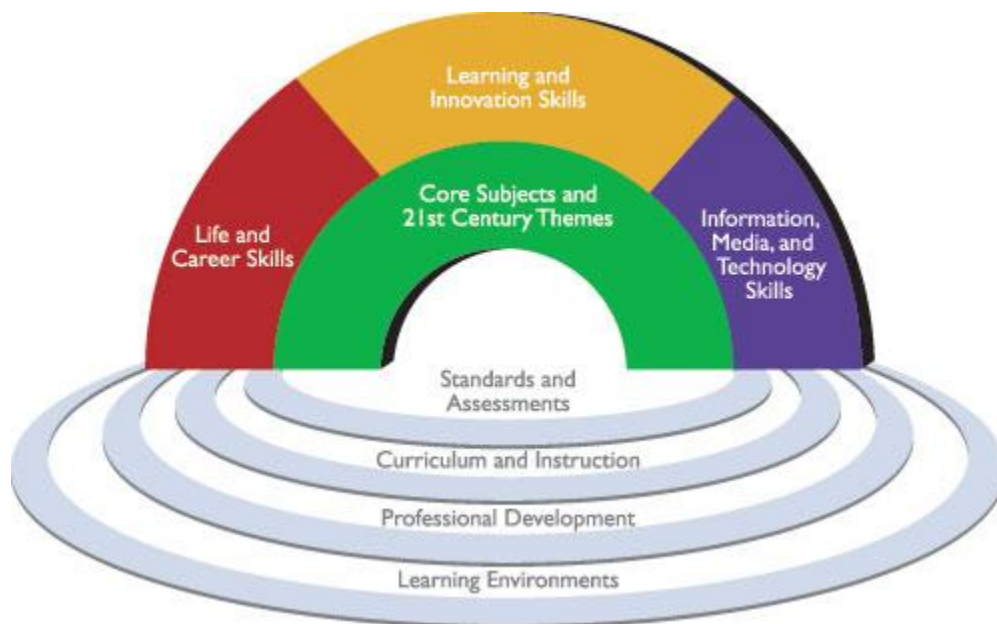 Learning and
Innovation Skills
Core Subjects and
21st Century Themes
Life and
Career Skills
Information,
Media, and
Technology
Skills
Standards and
Assessments
Curriculum and Instruction
Professional Development
Learning Environments